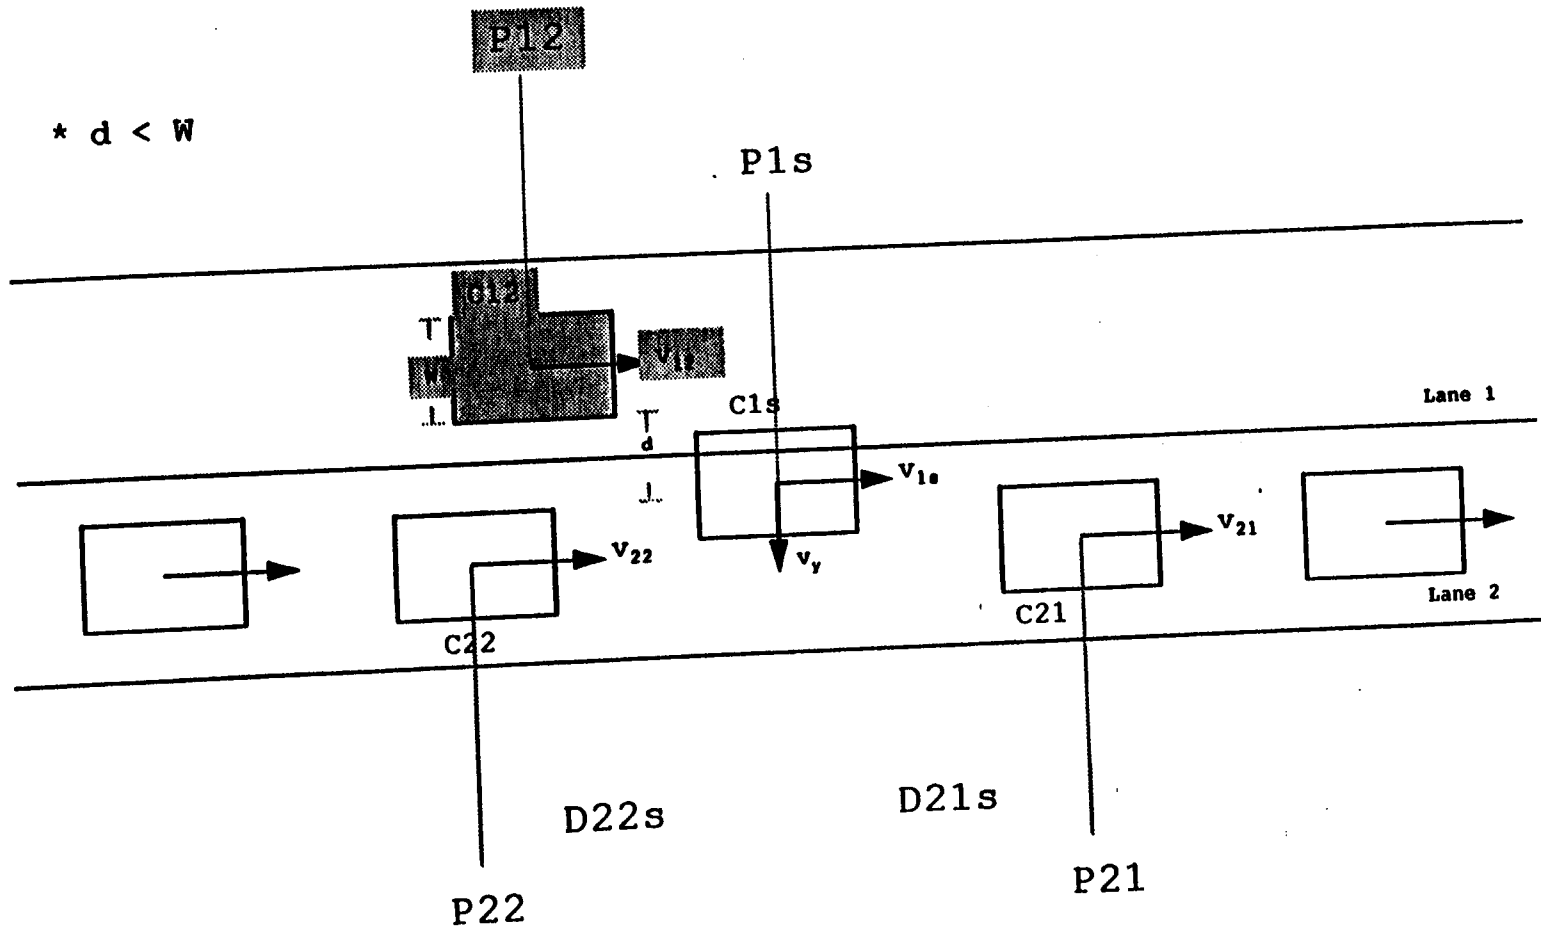 P12
* d < W
P1s
C12
W
v1s
C1s
d
Lane 1
v1s
v21
v22
vy
C21
Lane 2
C22
D22s
D21s
P21
P22